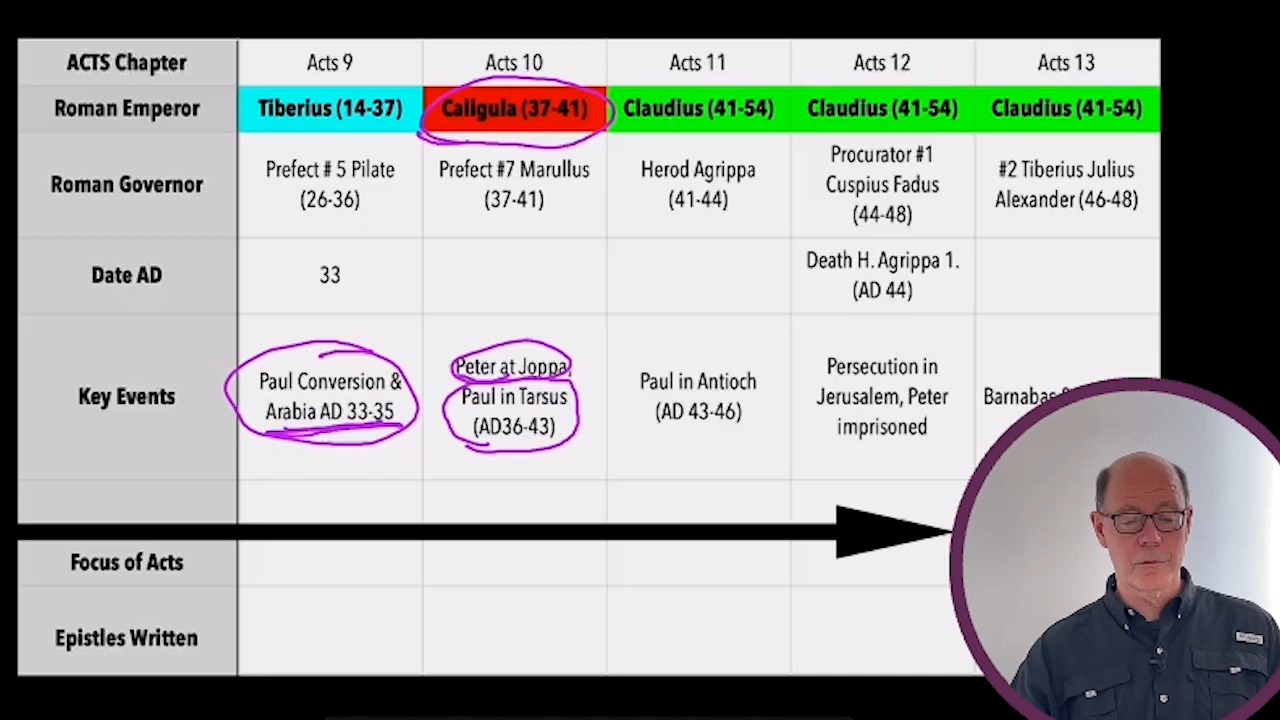 ACTS Chapter
Acts 9
Acts 10
Acts 11
Acts 12
Acts 13
Roman Emperor
Tiberius (14-37)
Caligula (37-41)
Claudius (41-54)
Claudius (41-54)
Claudius (41-54)
Roman Governor
Prefect # 5 Pilate
(26-36)
Prefect #7 Marullus
(37-41)
Herod Agrippa
(41-44)
Procurator #1
Cuspius Fadus
(44-48)
#2 Tiberius Julius
Alexander (46-48)
Date AD
33
Death H. Agrippa 1.
(AD 44)
Key Events
Paul Conversion &
Arabia AD 33-35
Peter at Joppa,
Paul in Tarsus
(AD36-43)
Paul in Antioch
(AD 43-46)
Persecution in
Jerusalem, Peter
imprisoned
Barnabas
Focus of Acts
Epistles Written